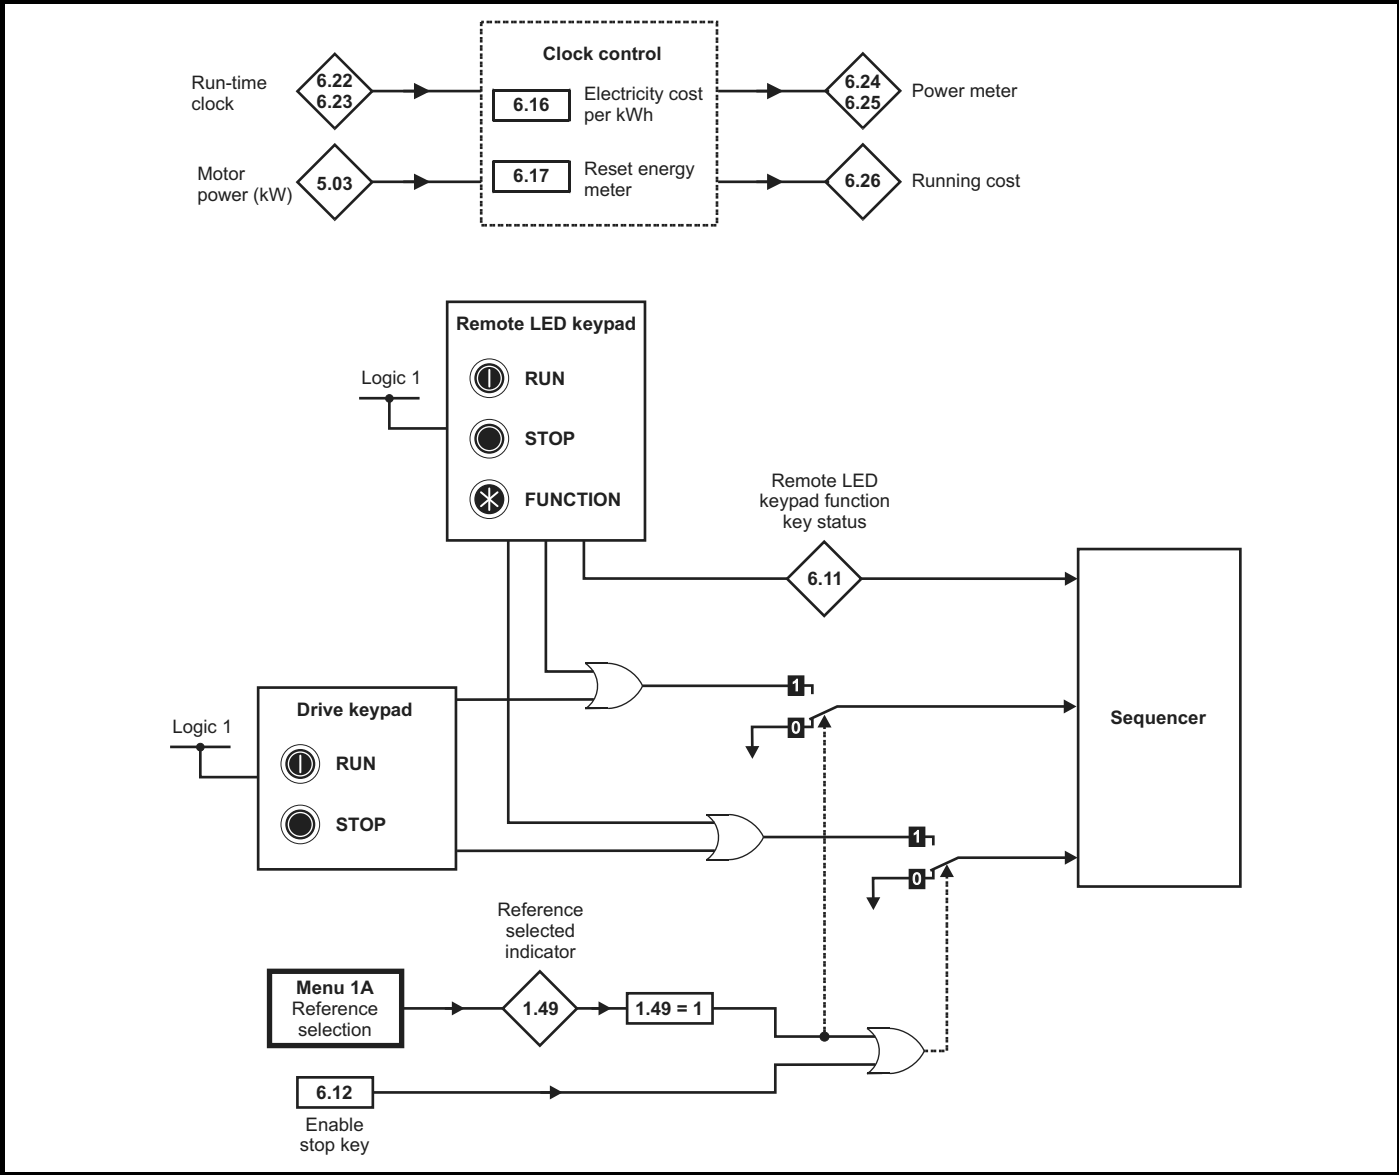 Clock control
Run-time
clock
6.22
6.23
6.16
Electricity cost
per kWh
6.24
6.25
Power meter
Motor
power (kW)
5.03
6.17
Reset energy
meter
6.26
Running cost
Remote LED keypad
Logic 1
RUN
STOP
FUNCTION
Remote LED
keypad function
key status
6.11
Drive keypad
Logic 1
RUN
STOP
1
0
Sequencer
1
0
Reference
selected
indicator
Menu 1A
Reference
selection
1.49
1.49 = 1
6.12
Enable
stop key